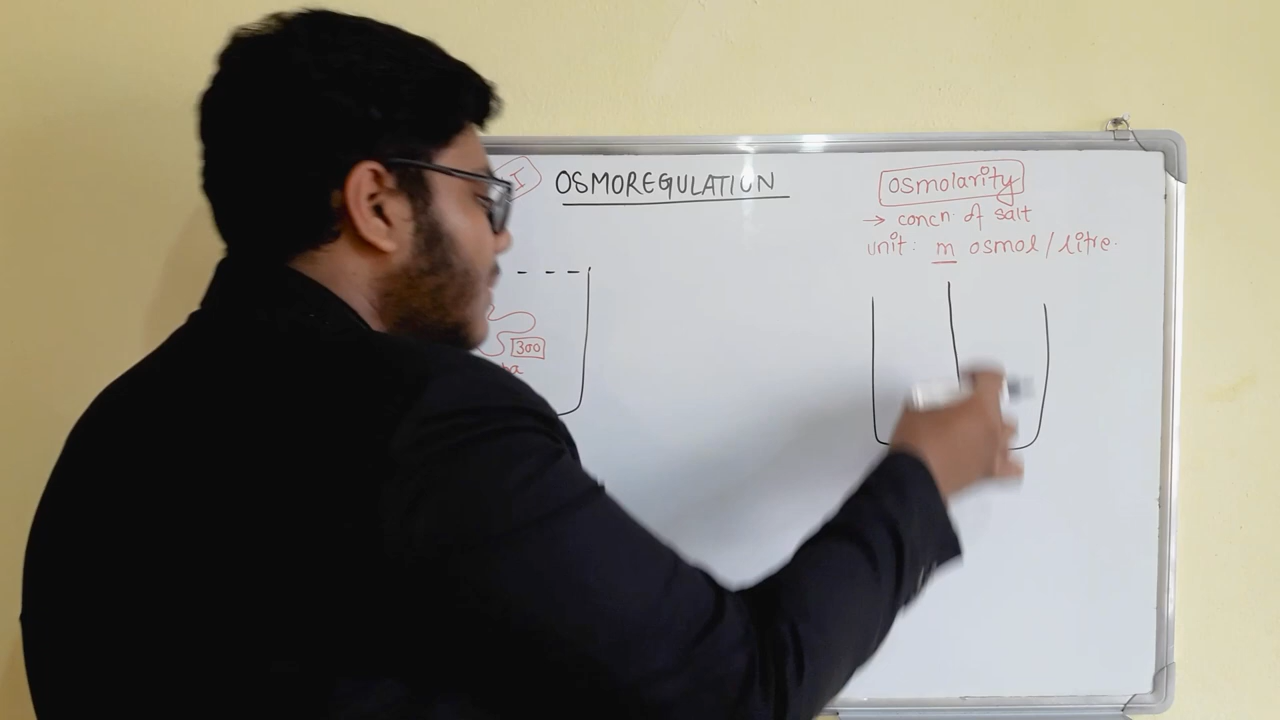 I OSMOREGULATION
300
Osmolarity
→ concn. of salt
unit: m osmol/litre.